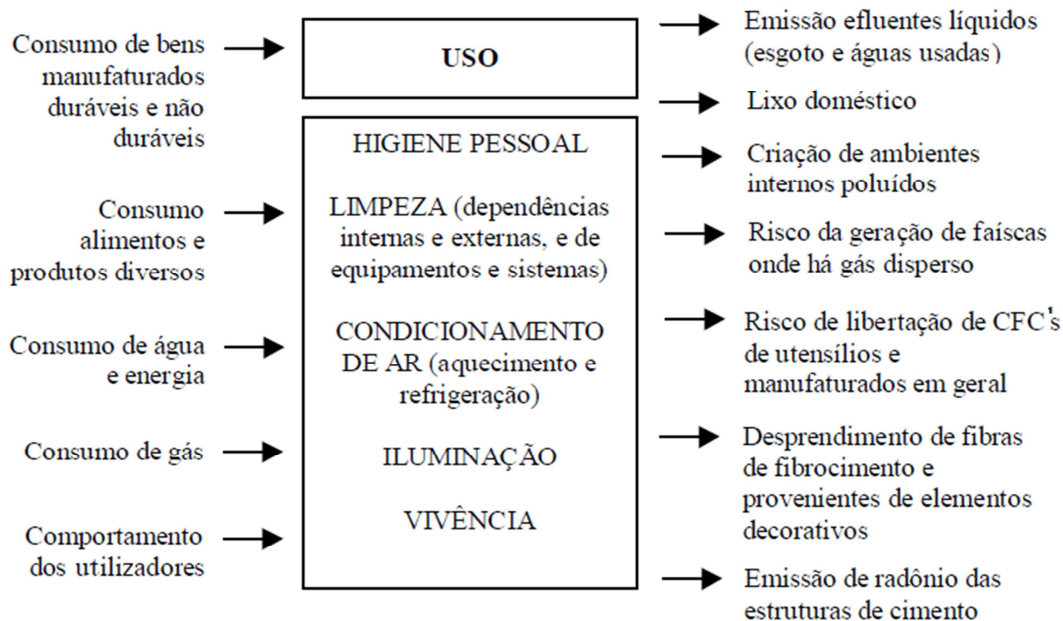 Consumo de bens
manufaturados
duráveis e não
duráveis
Consumo
alimentos e
produtos diversos
Consumo de água
e energia
Consumo de gás
Comportamento
dos utilizadores
USO
HIGIENE PESSOAL
LIMPEZA (dependências
internas e externas, e de
equipamentos e sistemas)
CONDICIONAMENTO
DE AR (aquecimento e
refrigeração)
ILUMINAÇÃO
VIVÊNCIA
Emissão efluentes líquidos
(esgoto e águas usadas)
Lixo doméstico
Criação de ambientes
internos poluídos
Risco da geração de faíscas
onde há gás disperso
Risco de libertação de CFC's
de utensílios e
manufaturados em geral
Desprendimento de fibras
de fibrocimento e
provenientes de elementos
decorativos
Emissão de radônio das
estruturas de cimento